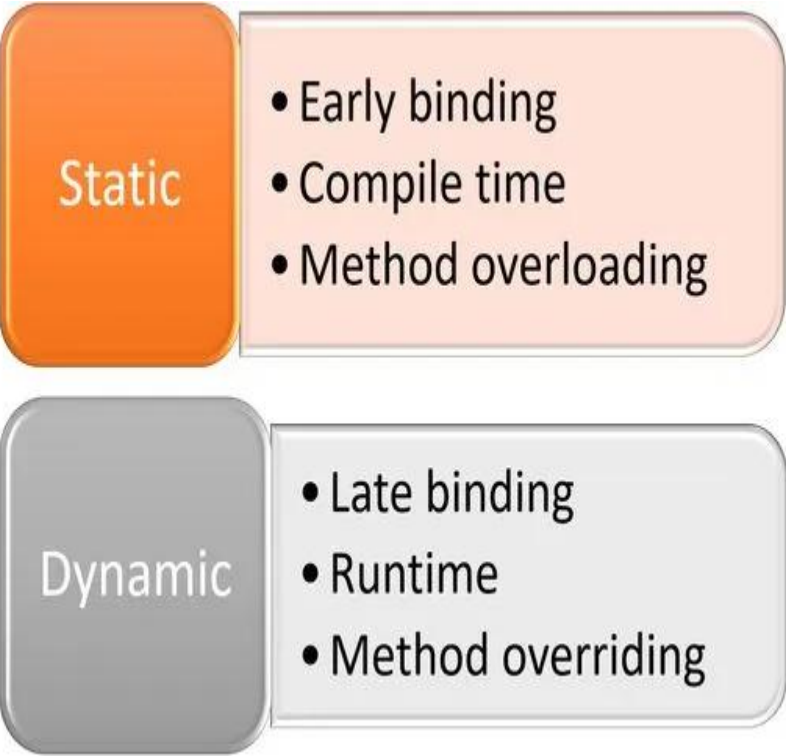 Static
• Early binding
• Compile time
• Method overloading
Dynamic
• Late binding
• Runtime
• Method overriding